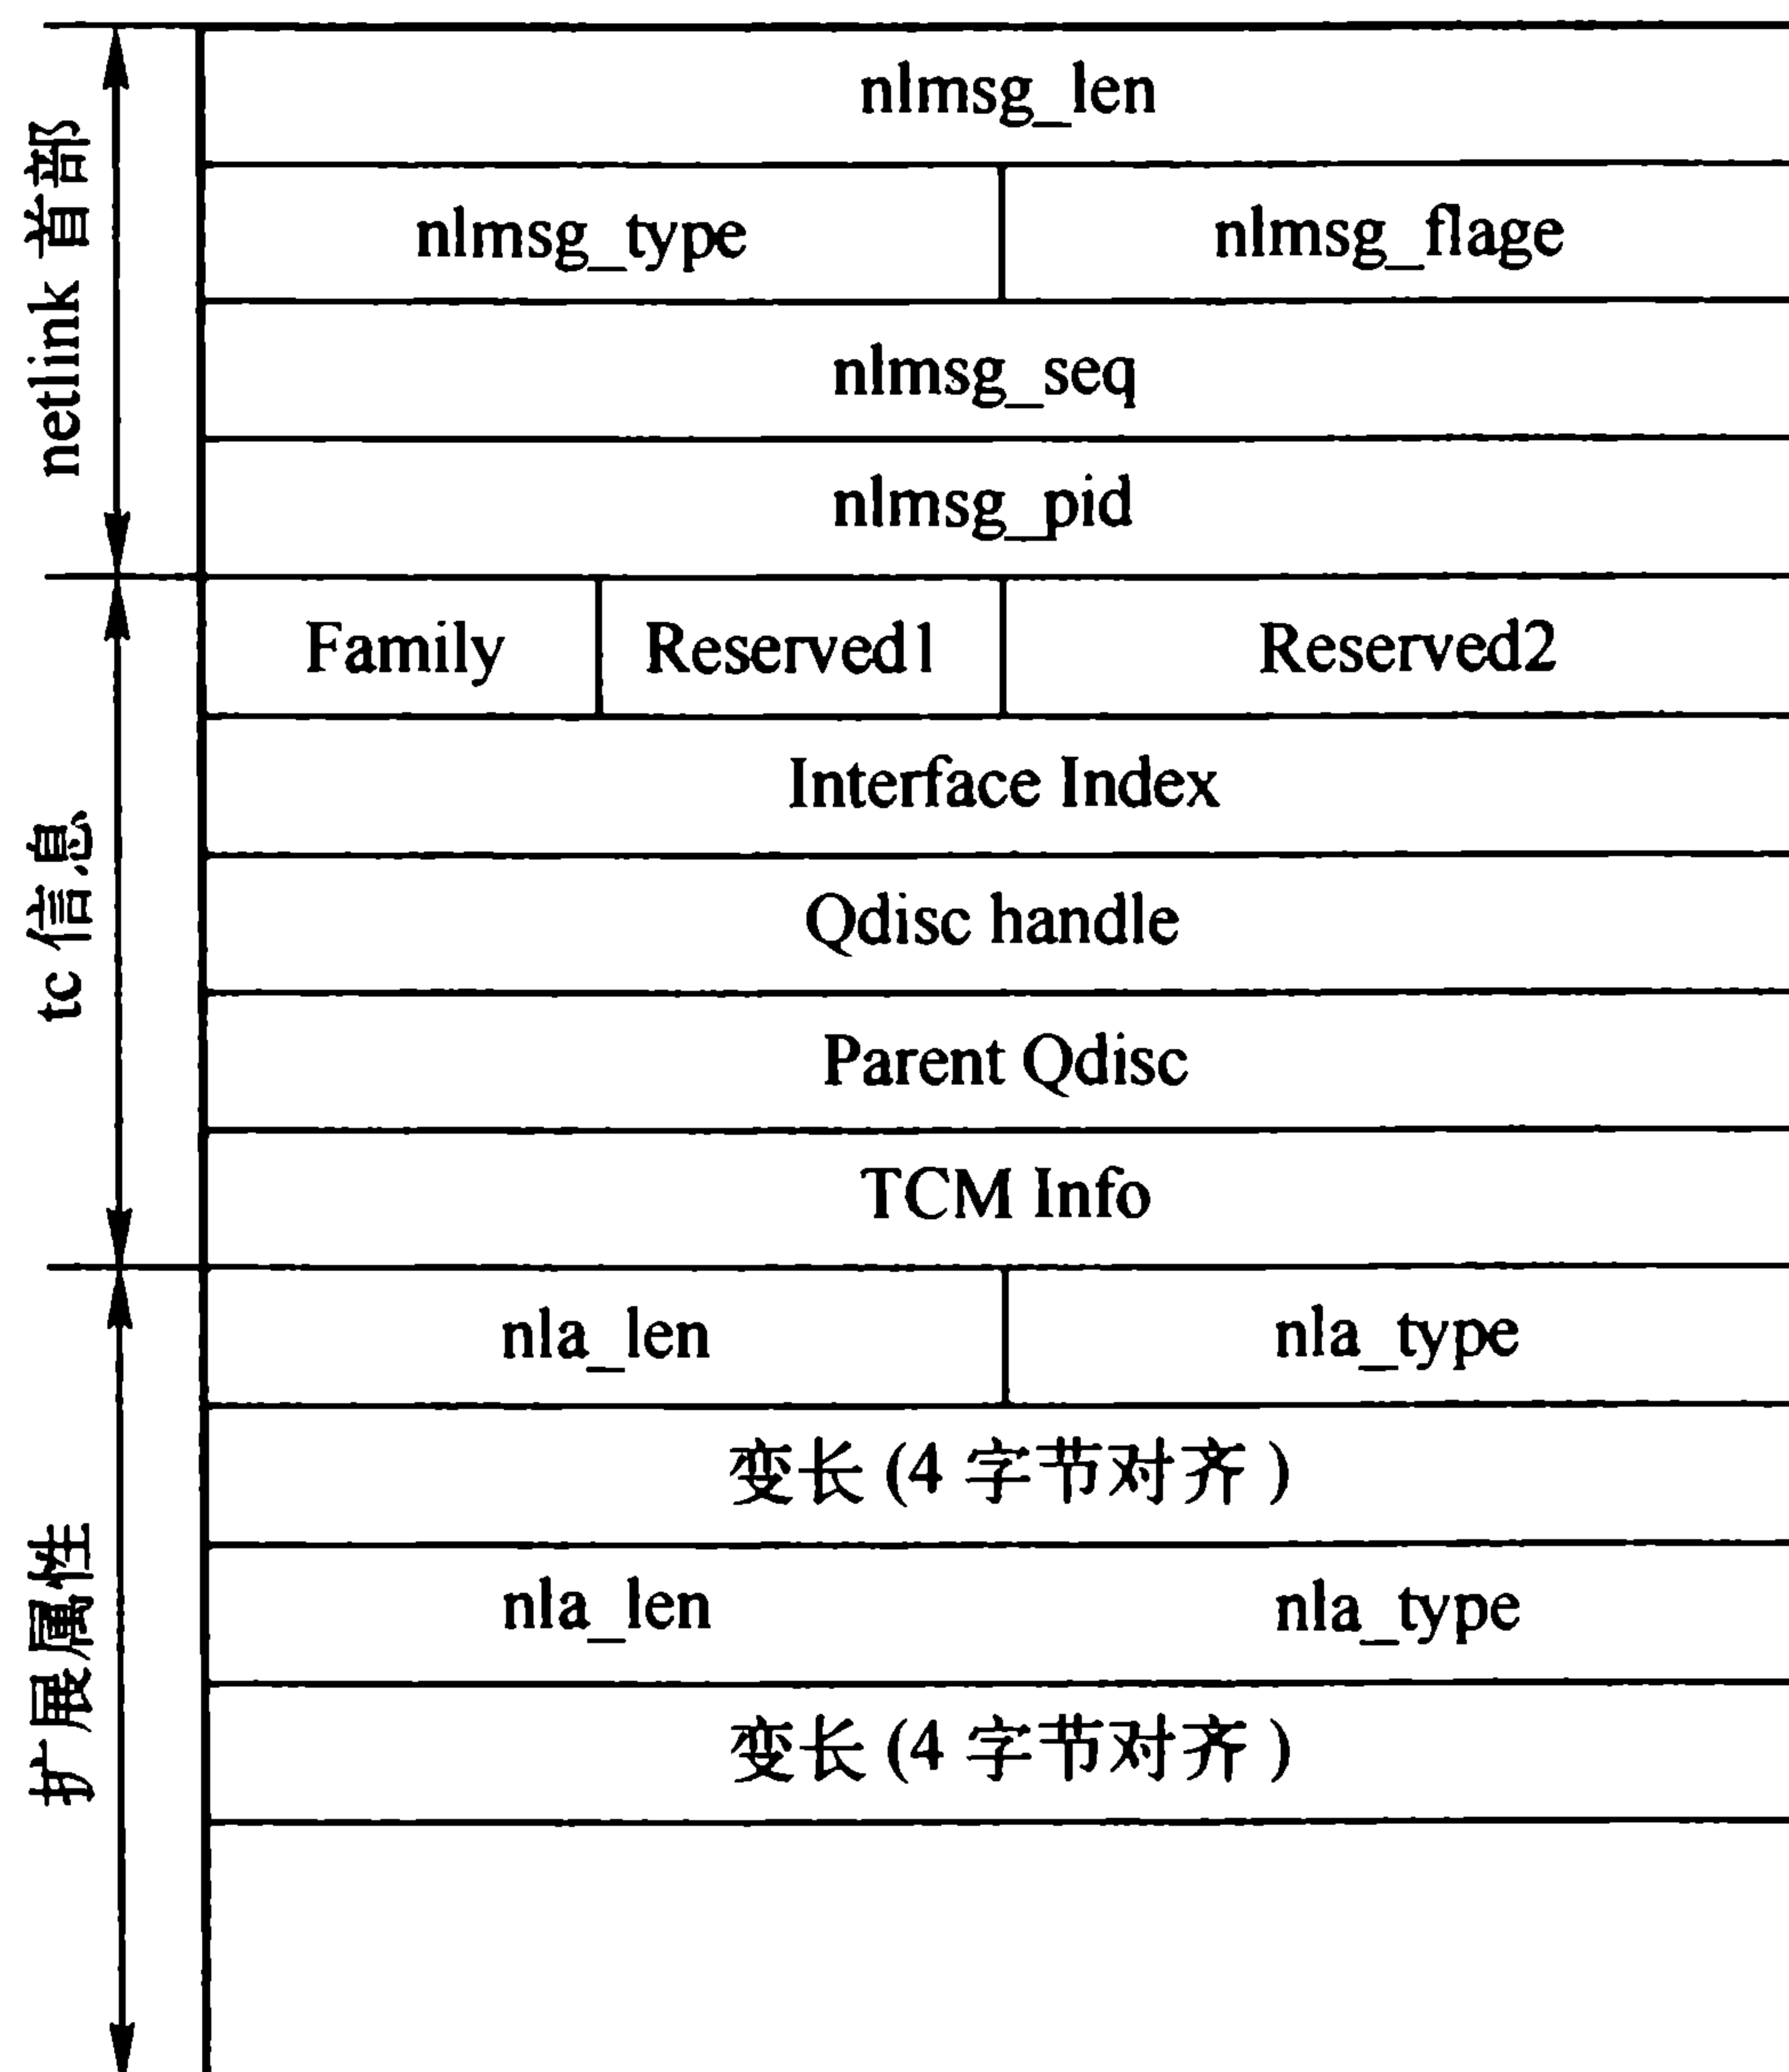 netlink 首部
nlmsg_len
nlmsg_type nlmsg_flage
nlmsg_seq
nlmsg_pid
tc 信息
Family Reserved1 Reserved2
Interface Index
Qdisc handle
Parent Qdisc
TCM Info
扩展属性
nla_len nla_type
变长(4 字节对齐)
nla_len nla_type
变长(4 字节对齐)